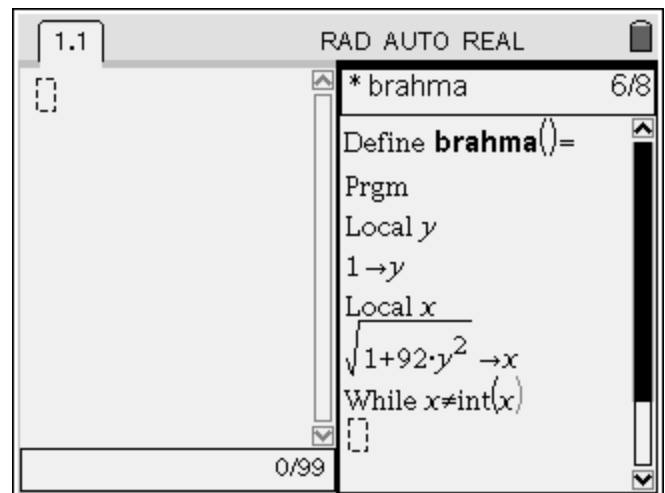 1.1 RAD AUTO REAL
* brahma 6/8
Define brahma()=
Prgm
Local y
1→y
Local x
√1+92·y² →x
While x≠int(x)
0/99